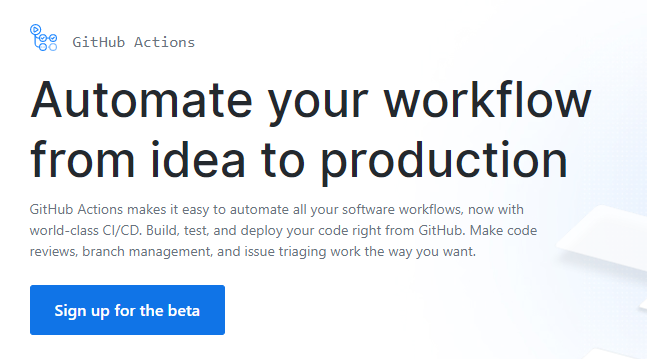 GitHub Actions
Automate your workflow
from idea to production
GitHub Actions makes it easy to automate all your software workflows, now with
world-class CI/CD. Build, test, and deploy your code right from GitHub. Make code
reviews, branch management, and issue triaging work the way you want.
Sign up for the beta